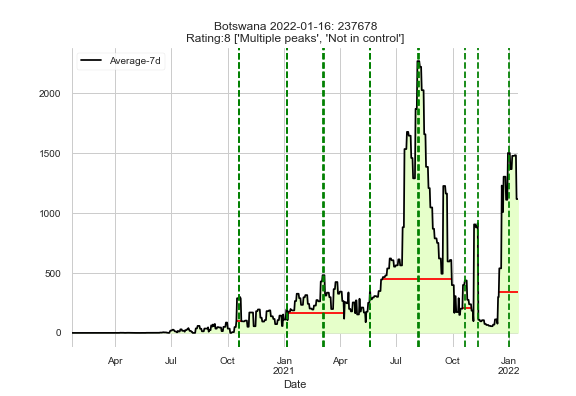 Botswana 2022-01-16: 237678
Rating:8 ['Multiple peaks', 'Not in control']
Average-7d
2000
1500
1000
500
0
Apr Jul Oct Jan Apr Jul Oct Jan
2021 2022
Date